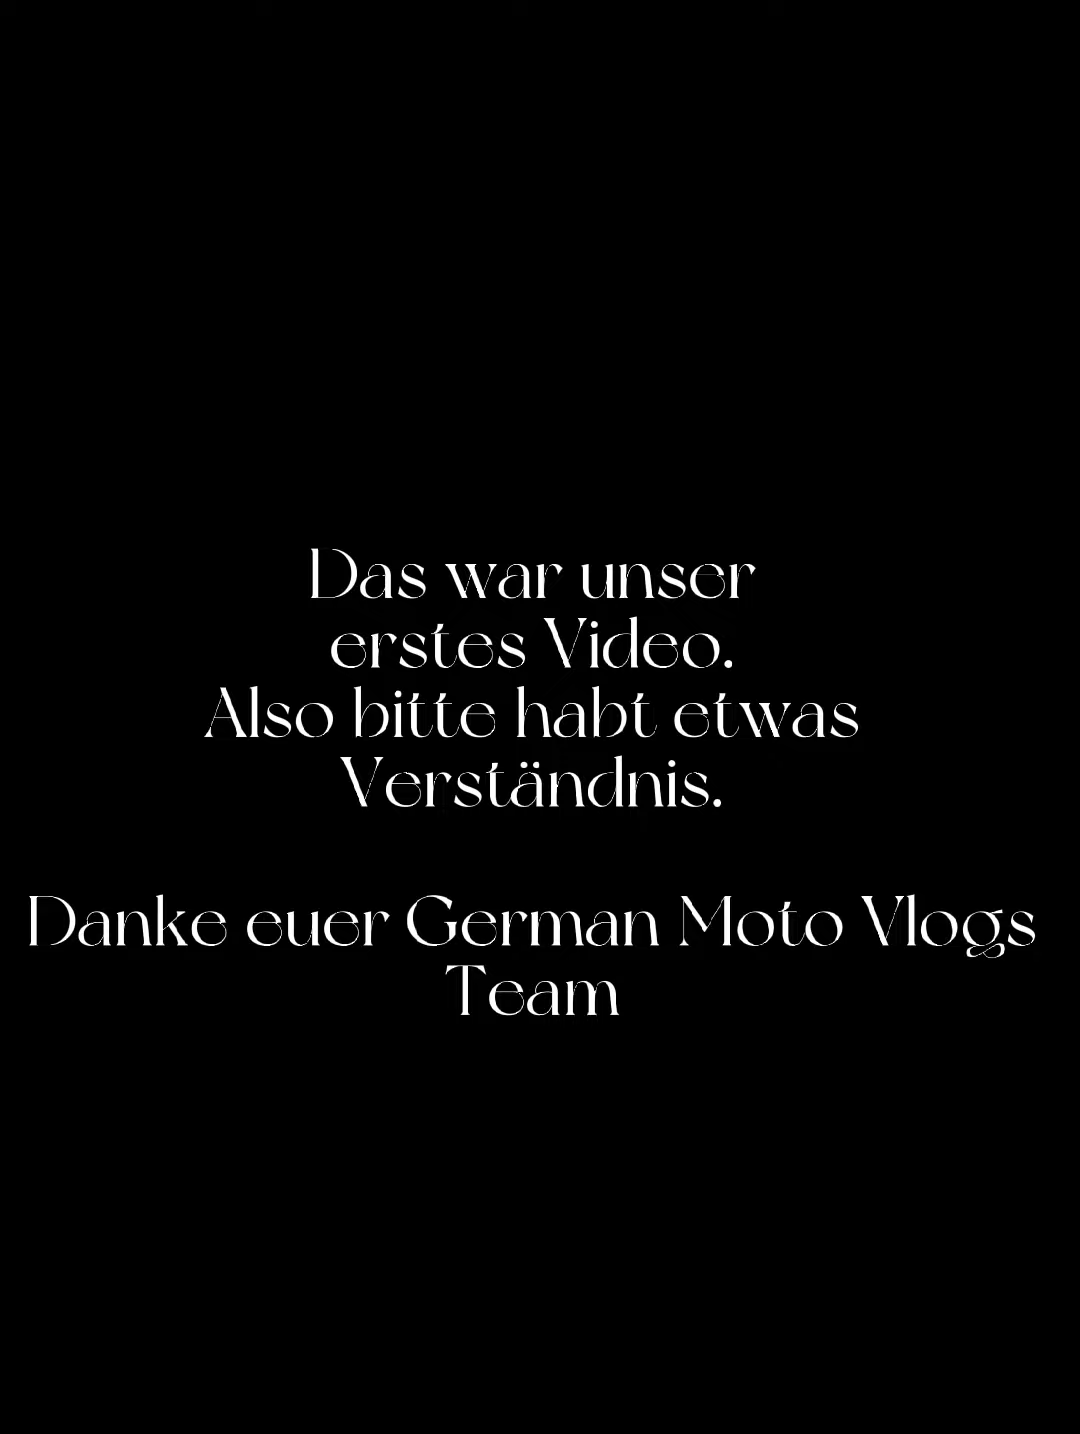 Das war unser
erstes Video.
Also bitte habt etwas
Verständnis.
Danke euer German Moto Vlogs
Team